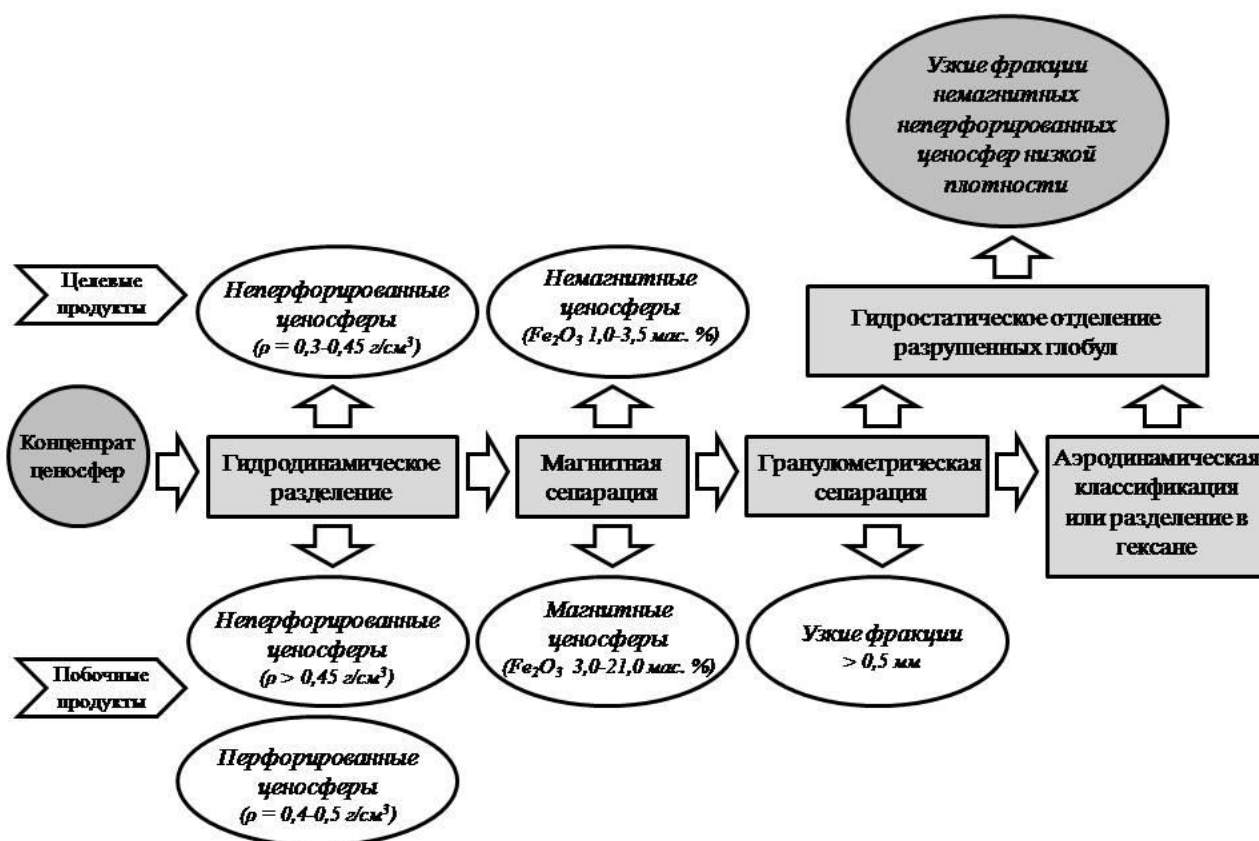 Узкие фракции
немагнитных
неперфорированных
ценосфер низкой
плотности
Целевые
продукты
Неперфорированные
ценосферы
(ρ = 0,3-0,45 г/см³)
Немагнитные
ценосферы
(Fe₂O₃ 1,0-3,5 мас. %)
Гидростатическое отделение
разрушенных глобул
Концентрат
ценосфер
Гидродинамическое
разделение
Магнитная
сепарация
Гранулометрическая
сепарация
Аэродинамическая
классификация
или разделение в
гексане
Побочные
продукты
Неперфорированные
ценосферы
(ρ > 0,45 г/см³)
Магнитные
ценосферы
(Fe₂O₃ 3,0-21,0 мас. %)
Узкие фракции
> 0,5 мм
Перфорированные
ценосферы
(ρ = 0,4-0,5 г/см³)